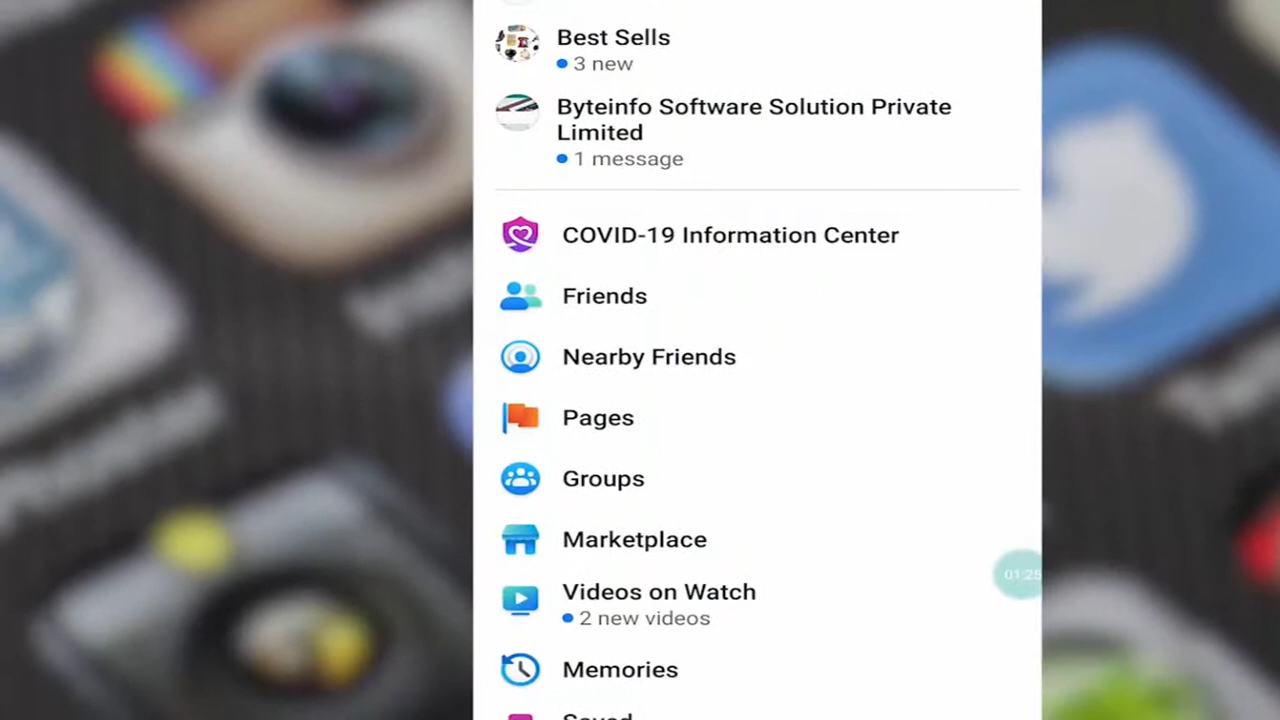 Best Sells
3 new
Byteinfo Software Solution Private
Limited
1 message
COVID-19 Information Center
Friends
Nearby Friends
Pages
Groups
Marketplace
01:25
Videos on Watch
2 new videos
Memories
Saved